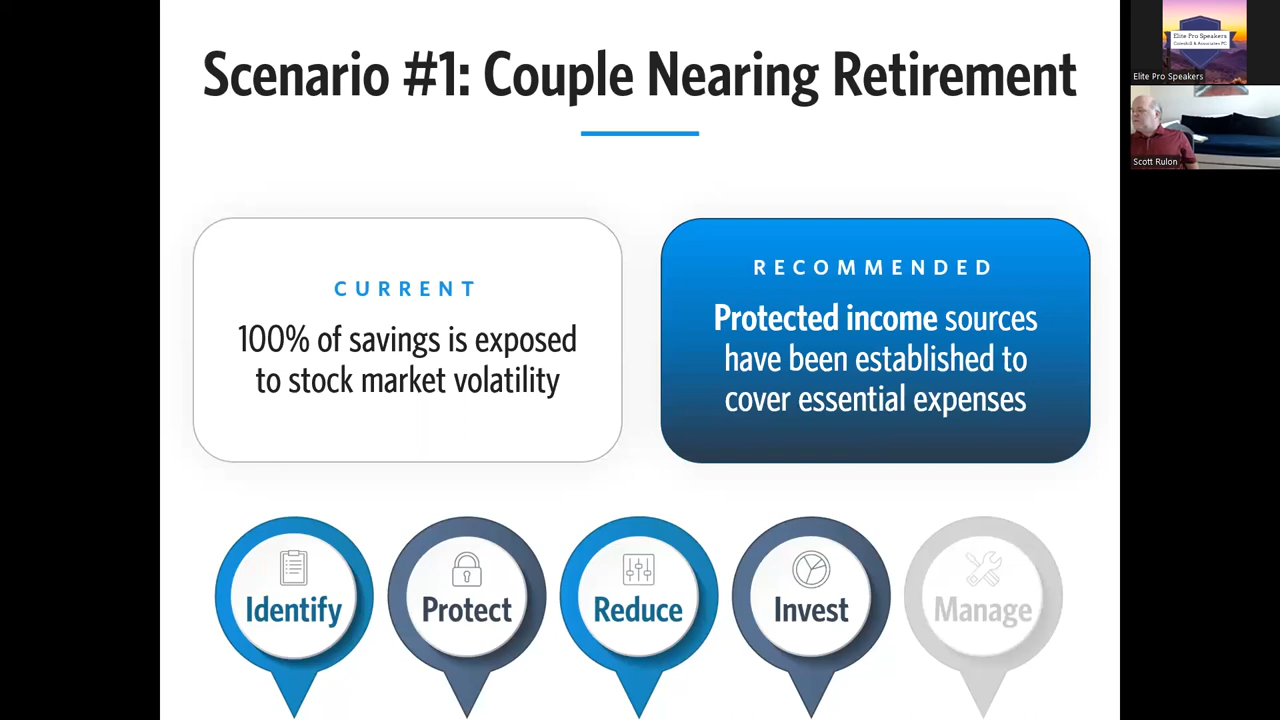 Scenario #1: Couple Nearing Retirement
CURRENT
100% of savings is exposed
to stock market volatility
RECOMMENDED
Protected income sources
have been established to
cover essential expenses
Identify
Protect
Reduce
Invest
Manage
Elite Pro Speakers
Elite Pro Speakers
Scott Rulon